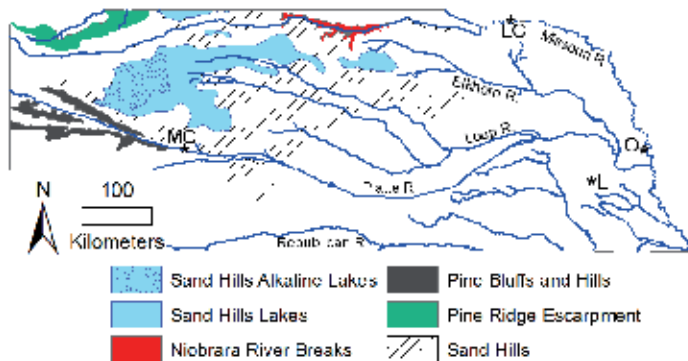 LC
Missouri R.
Elkhorn R.
MC
Loup R.
O
N
100
Platte R.
L
Kilometers
Republican R.
Sand Hills Alkaline Lakes
Pine Bluffs and Hills
Sand Hills Lakes
Pine Ridge Escarpment
Niobrara River Breaks
Sand Hills